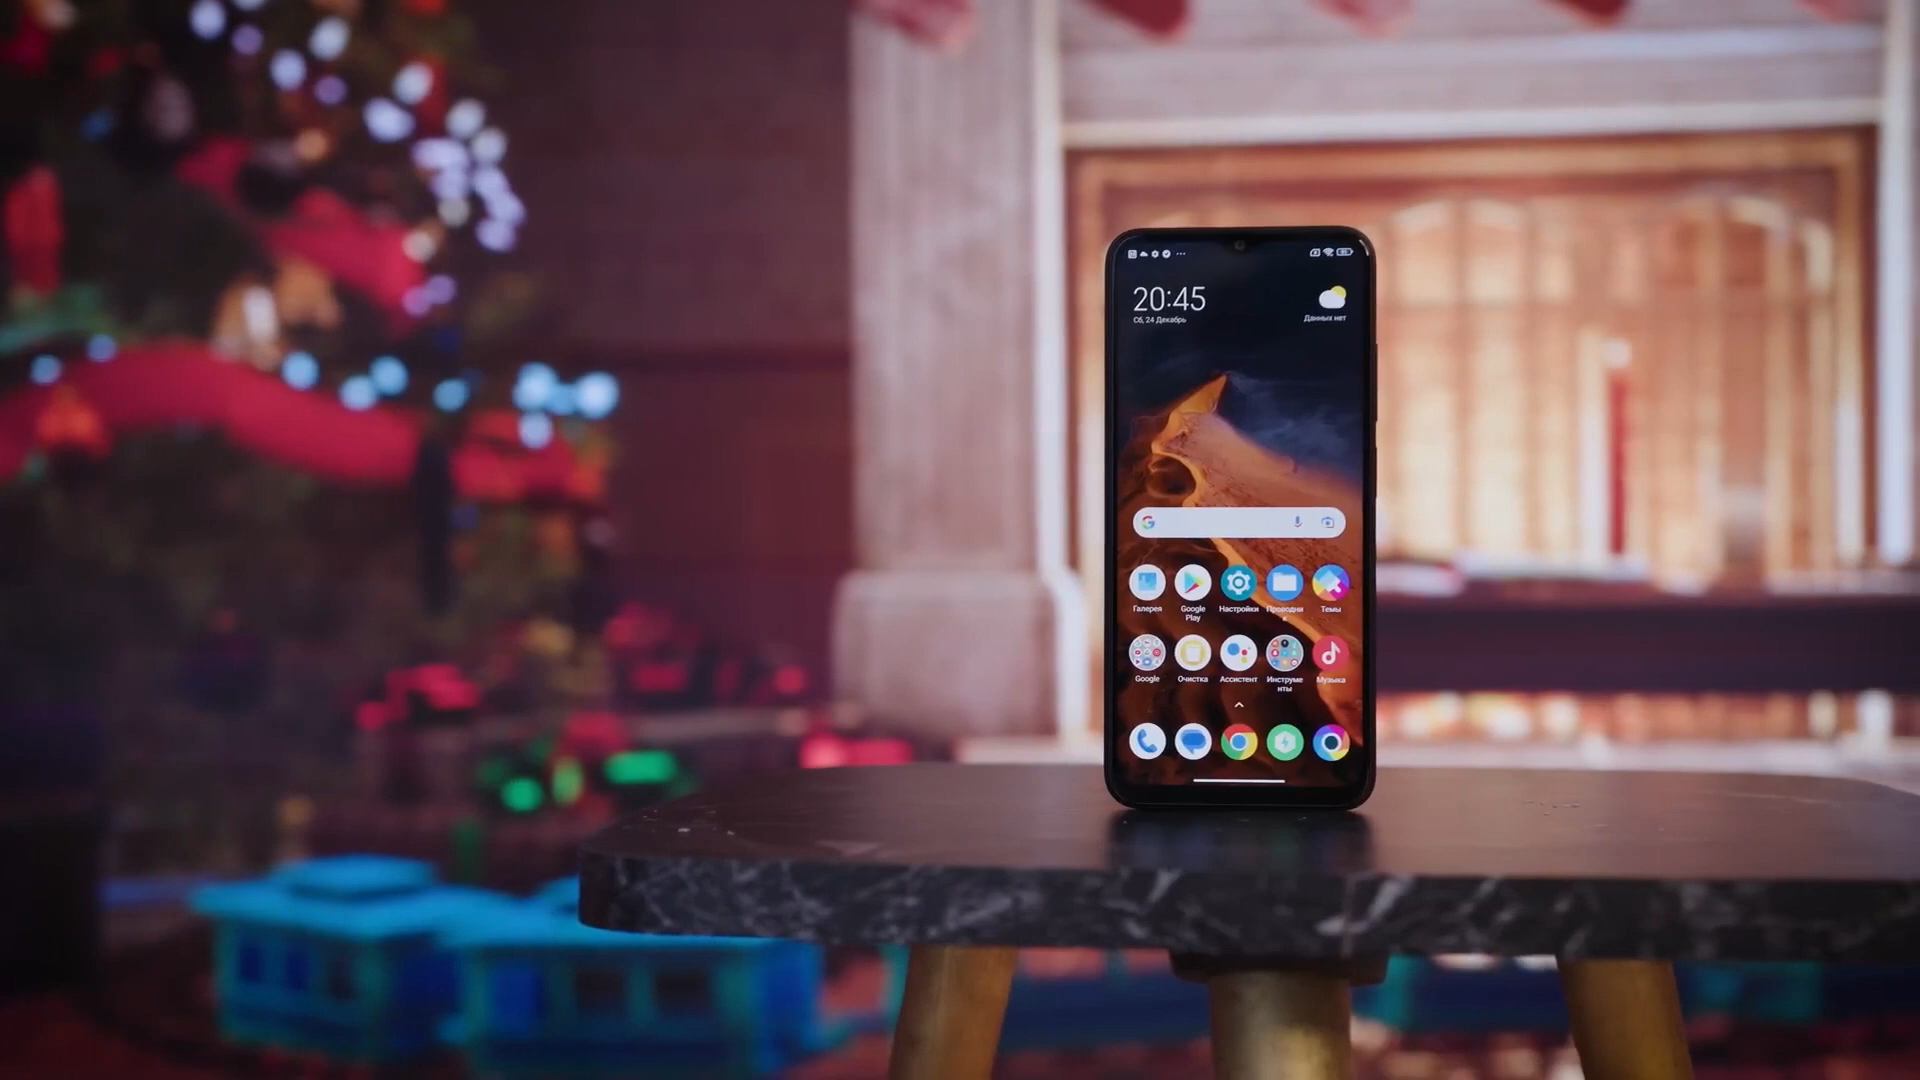 20:45
Сб, 24 Декабрь
Данных нет
Галерея
Google
Play
Настройки
Проводни
к
Темы
Google
Очистка
Ассистент
Инструме
нты
Музыка